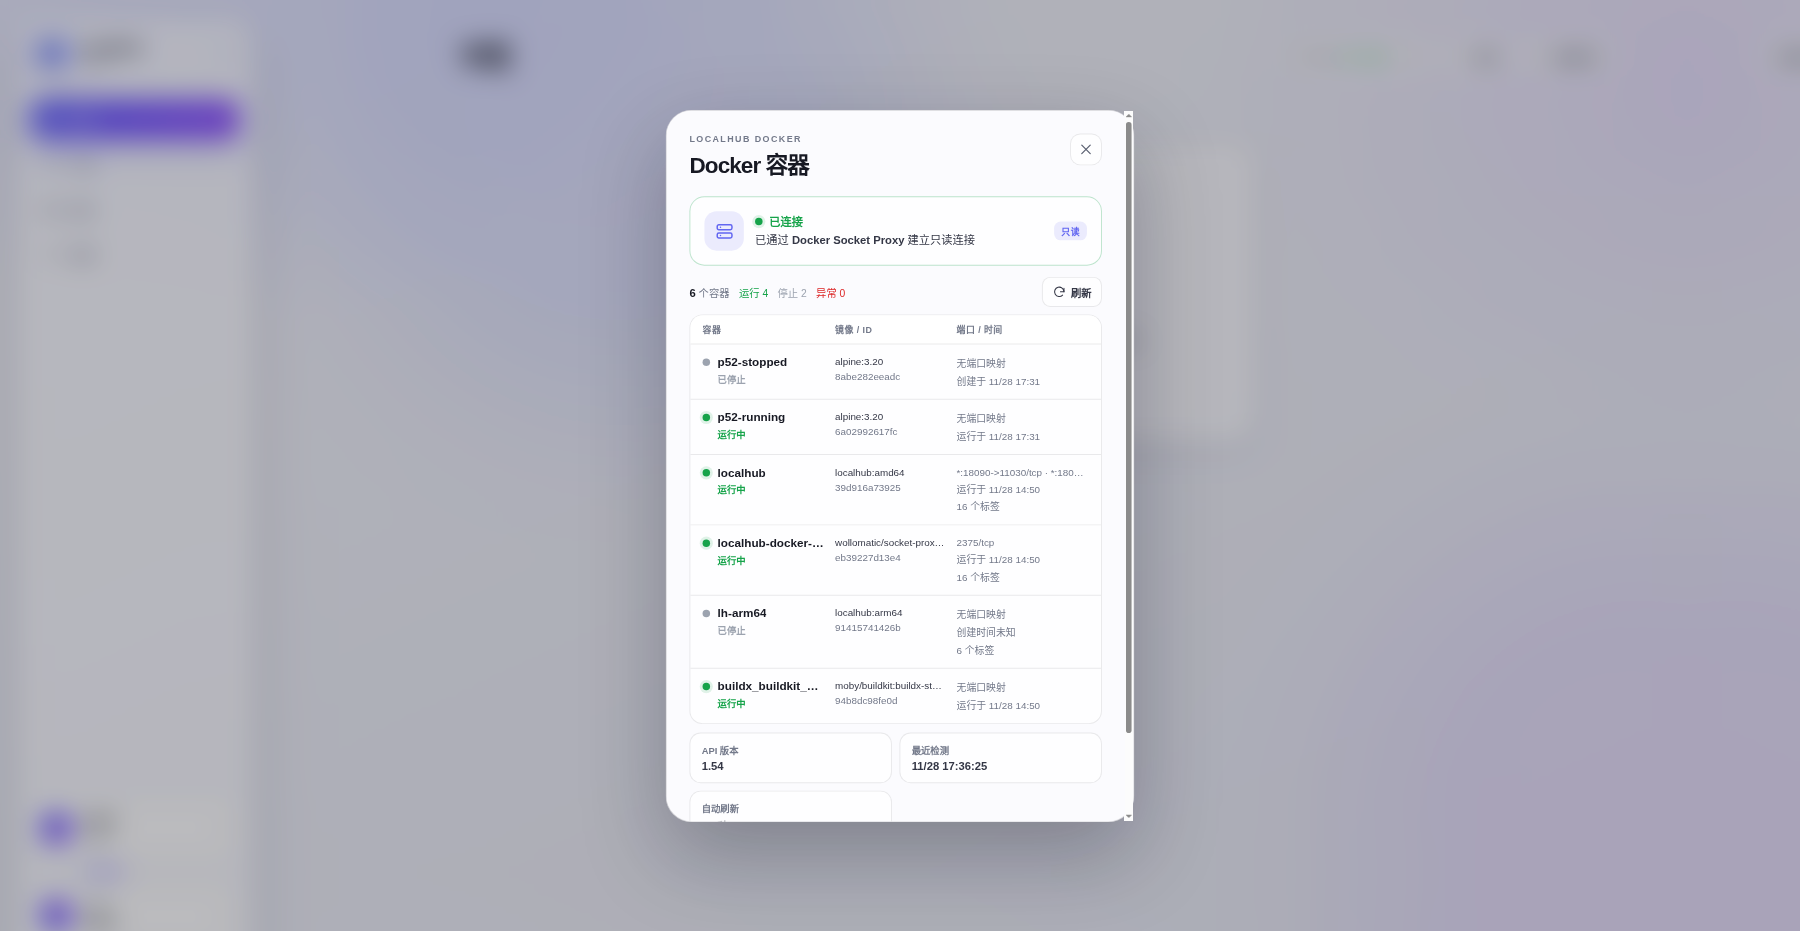 LOCALHUB DOCKER
Docker 容器
已连接
已通过 Docker Socket Proxy 建立只读连接
只读
6 个容器 运行 4 停止 2 异常 0
刷新
容器 镜像 / ID 端口 / 时间
p52-stopped alpine:3.20 无端口映射
已停止 8abe282eeadc 创建于 11/28 17:31
p52-running alpine:3.20 无端口映射
运行中 6a02992617fc 运行于 11/28 17:31
localhub localhub:amd64 *:18090->11030/tcp · *:180…
运行中 39d916a73925 运行于 11/28 14:50
16 个标签
localhub-docker-… wollomatic/socket-prox… 2375/tcp
运行中 eb39227d13e4 运行于 11/28 14:50
16 个标签
lh-arm64 localhub:arm64 无端口映射
已停止 91415741426b 创建时间未知
6 个标签
buildx_buildkit_… moby/buildkit:buildx-st… 无端口映射
运行中 94b8dc98fe0d 运行于 11/28 14:50
API 版本 最近检测
1.54 11/28 17:36:25
自动刷新